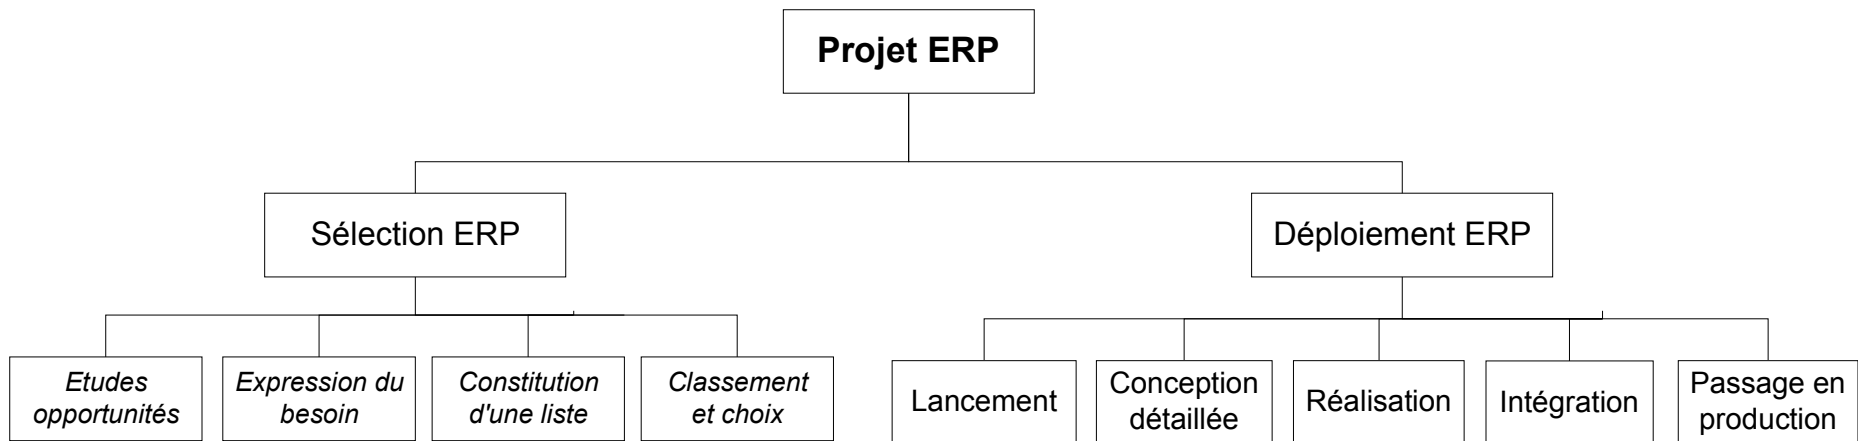 Projet ERP
Sélection ERP
Déploiement ERP
Etudes
opportunités
Expression du
besoin
Constitution
d'une liste
Classement
et choix
Lancement
Conception
détaillée
Réalisation
Intégration
Passage en
production